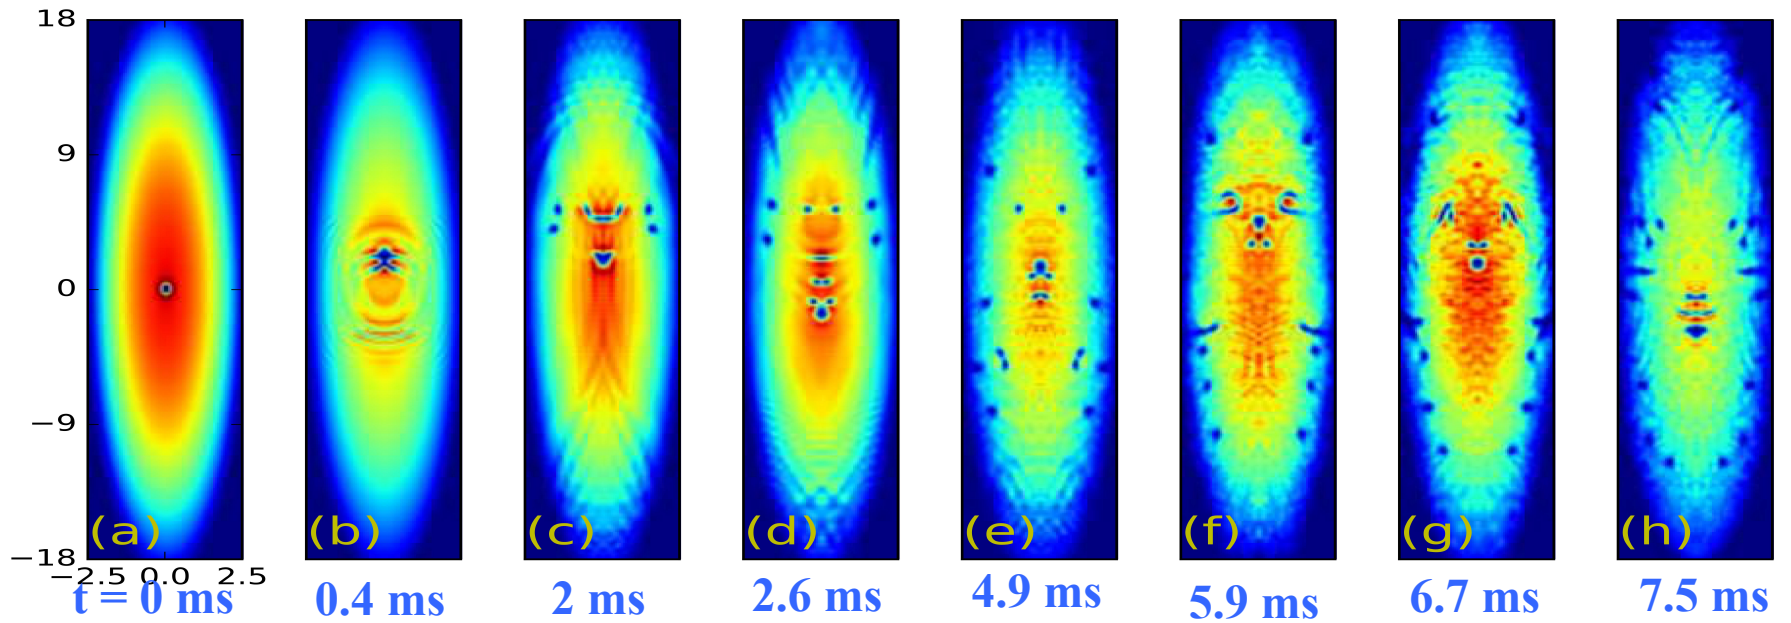 18
9
0
−9
−18
(a) (b) (c) (d) (e) (f) (g) (h)
−2.5 0.0 2.5
t = 0 ms 0.4 ms 2 ms 2.6 ms 4.9 ms 5.9 ms 6.7 ms 7.5 ms